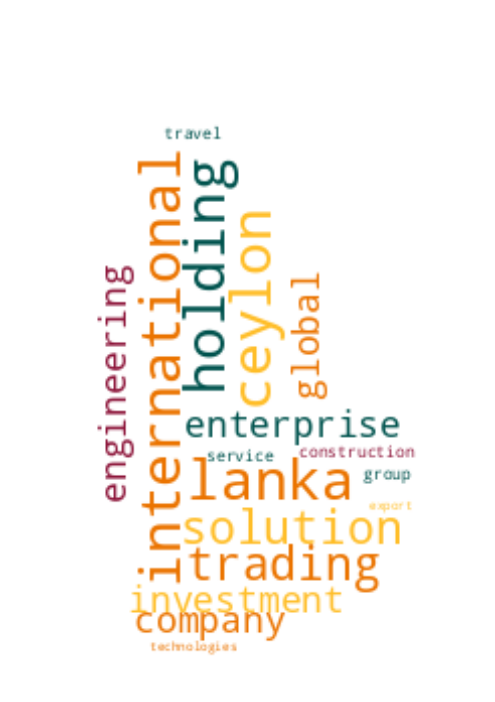 travel
international
holding
ceylon
engineering
global
enterprise
service
construction
lanka
group
export
solution
trading
investment
company
technologies